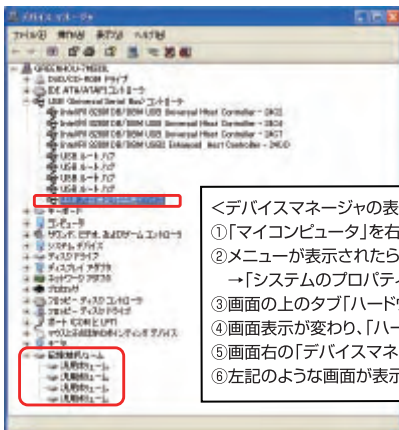 デバイス マネージャ
ファイル(F) 操作(A) 表示(V) ヘルプ(H)
DVD/CD-ROM ドライブ
IDE ATA/ATAPI コントローラ
USB (Universal Serial Bus) コントローラ
USB ルート ハブ
USB ルート ハブ
USB ルート ハブ
USB ルート ハブ
キーボード
コンピュータ
サウンド、ビデオ、およびゲーム コントローラ
システム デバイス
ディスク ドライブ
ディスプレイ アダプタ
ネットワーク アダプタ
プロセッサ
フロッピー ディスク コントローラ
フロッピー ディスク ドライブ
ポート (COM と LPT)
マウスとそのほかのポインティング デバイス
モニタ
記憶域ボリューム
汎用ボリューム
汎用ボリューム
汎用ボリューム
汎用ボリューム
<デバイスマネージャの表
①「マイコンピュータ」を右
②メニューが表示されたら
→「システムのプロパティ
③画面の上のタブ「ハードウ
④画面表示が変わり、「ハー
⑤画面右の「デバイスマネ
⑥左記のような画面が表示